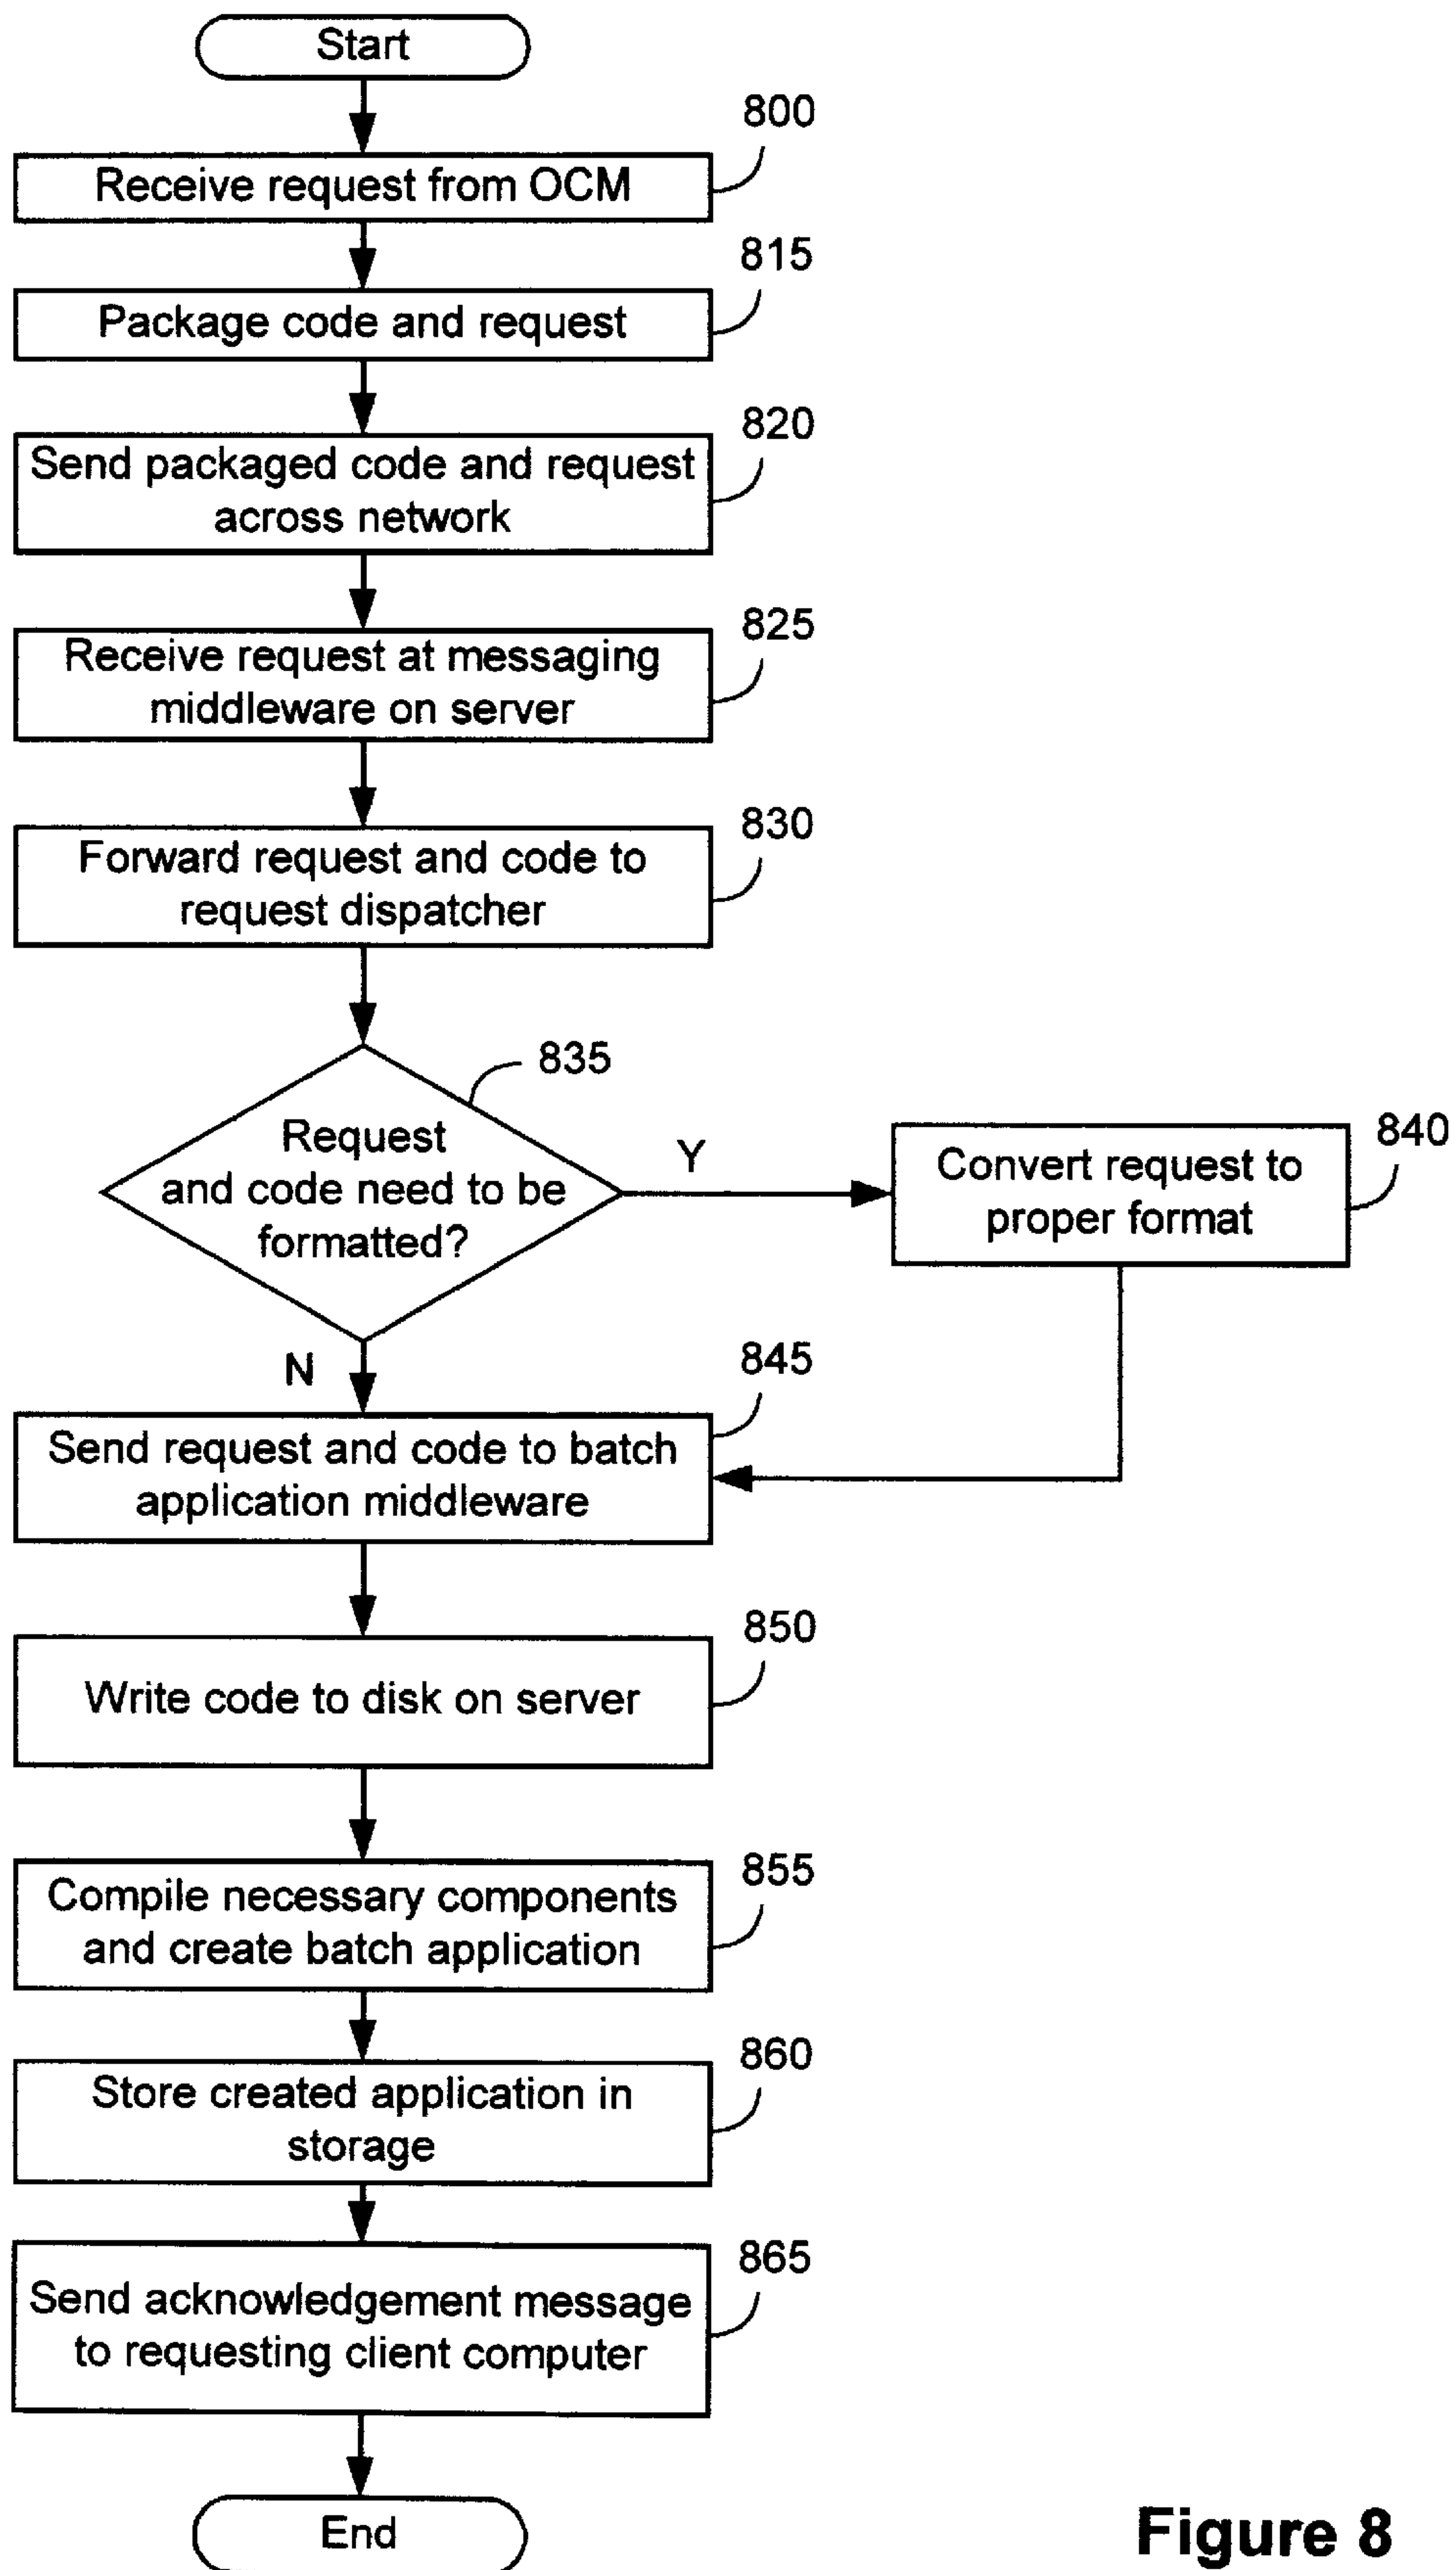 Start
800
Receive request from OCM
815
Package code and request
820
Send packaged code and request
across network
825
Receive request at messaging
middleware on server
830
Forward request and code to
request dispatcher
835
Request
and code need to be
formatted?
Y
840
Convert request to
proper format
N
845
Send request and code to batch
application middleware
850
Write code to disk on server
855
Compile necessary components
and create batch application
860
Store created application in
storage
865
Send acknowledgement message
to requesting client computer
End
Figure 8